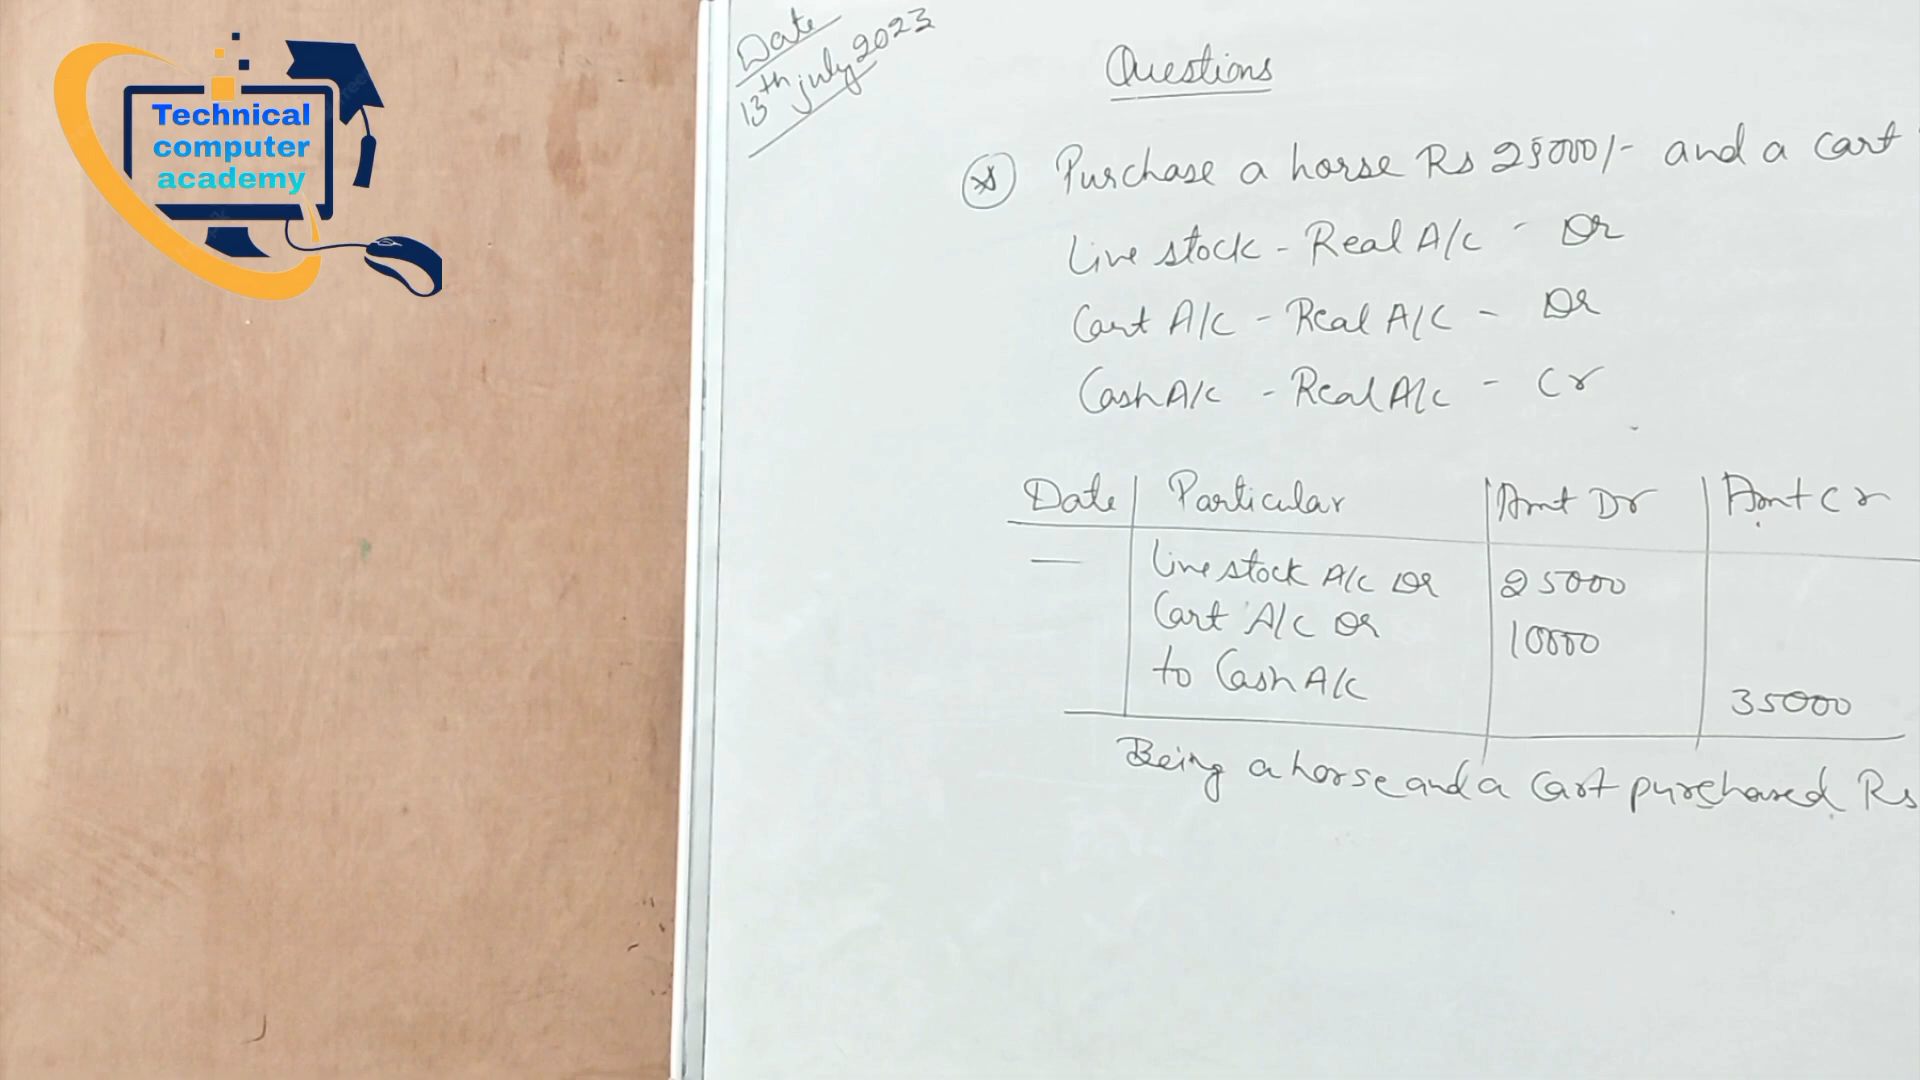 Technical
computer
academy
Date
13th july 2023
Questions
Purchase a horse Rs 25000/- and a cart
Live stock - Real A/c - Dr
Cart A/c - Real A/c - Dr
Cash A/c - Real A/c - Cr
Date Particular Amt Dr Amt Cr
— Live stock A/c Dr 25000
Cart A/c Dr 10000
to Cash A/c 35000
Being a horse and a Cart purchased Rs